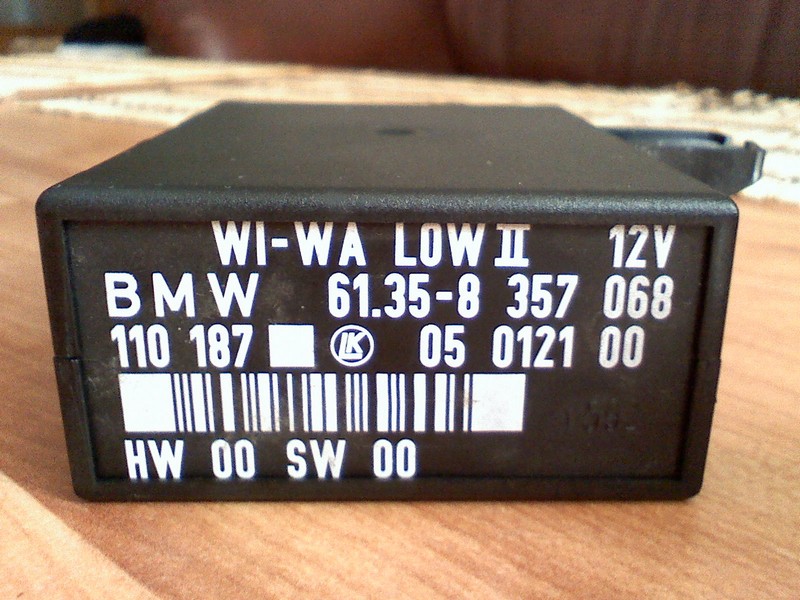 WI-WA LOW II 12V
BMW 61.35-8 357 068
110 187 LK 05 0121 00
HW 00 SW 00